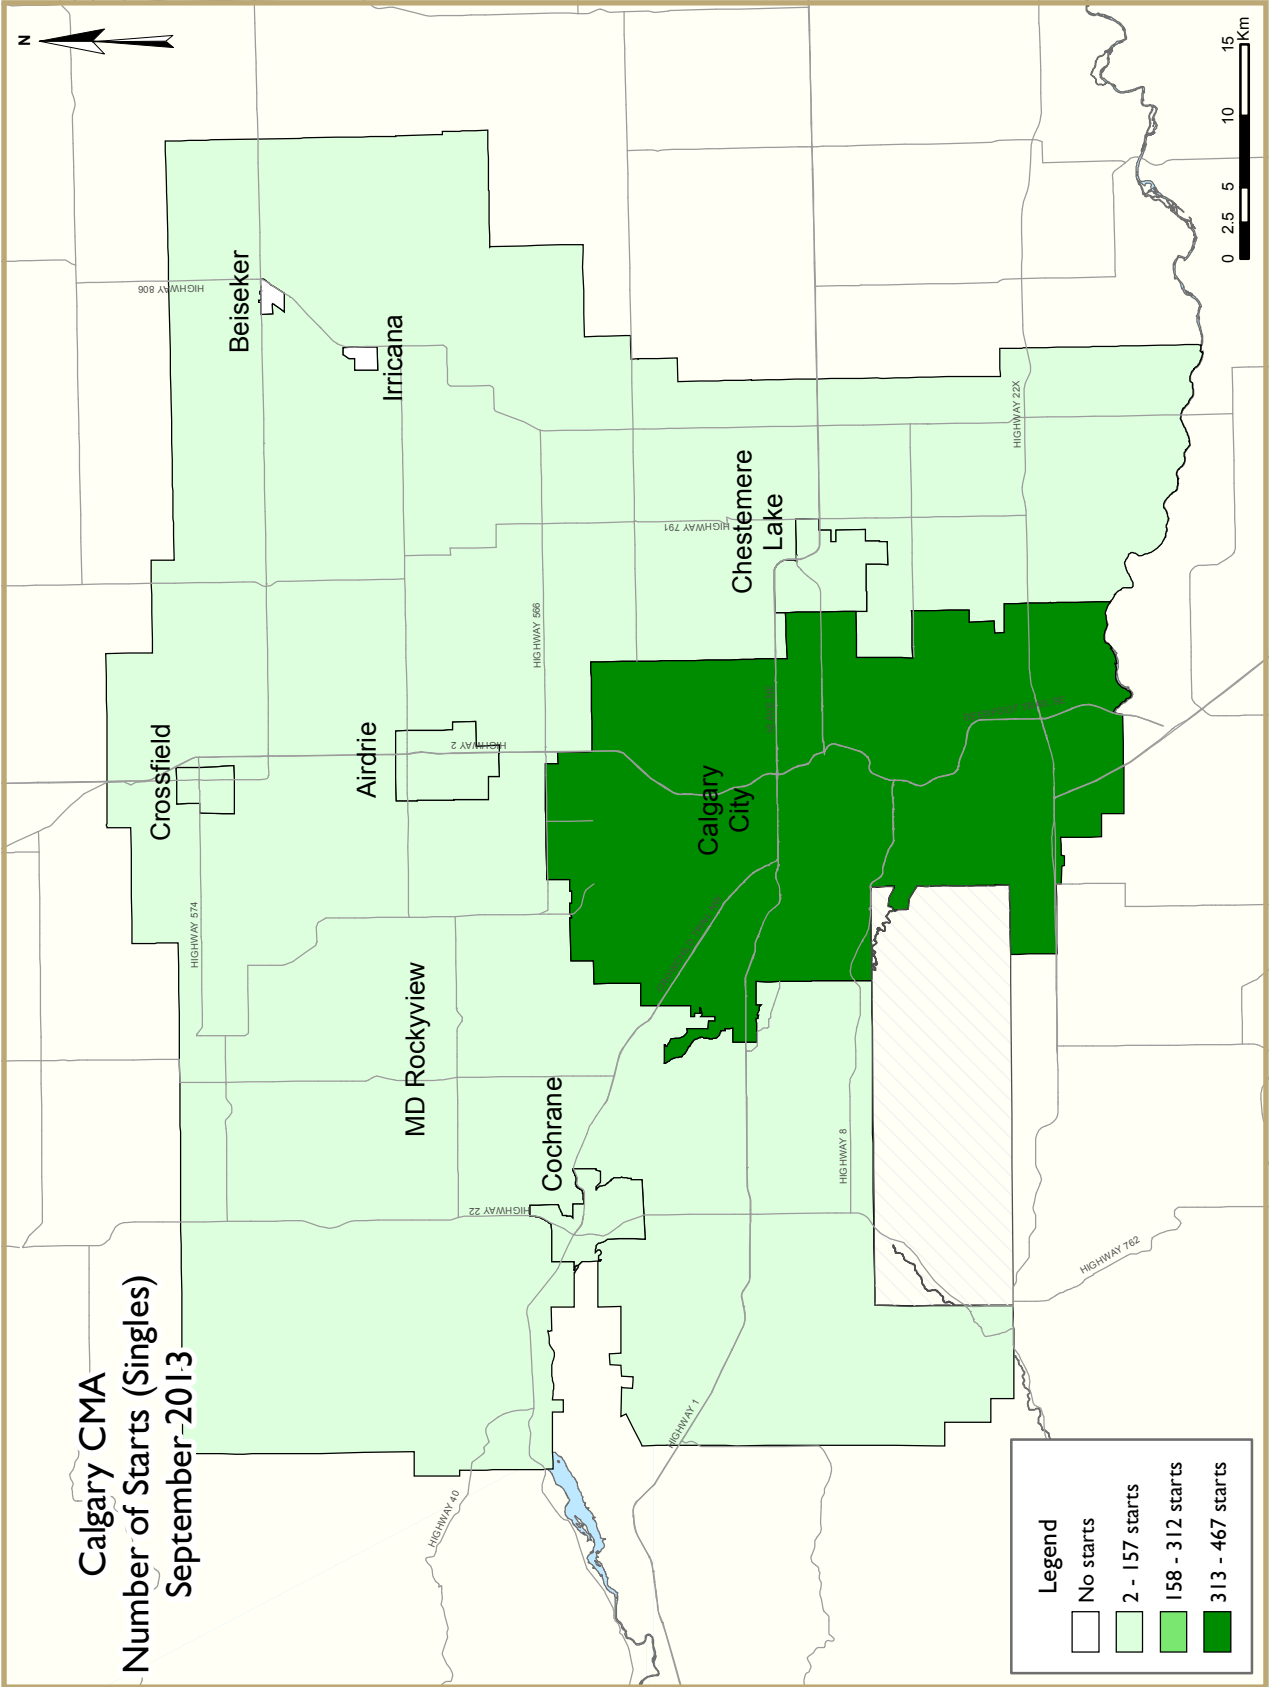 Calgary CMA
Number of Starts (Singles)
September-2013
N
HIGHWAY 806
Beiseker
Irricana
Crossfield
HIGHWAY 574
Airdrie
HIGHWAY 2
HIGHWAY 566
MD Rockyview
HIGHWAY 791
Chestemere
Lake
HIGHWAY 22X
Cochrane
HIGHWAY 22
Calgary
City
HIGHWAY 8
HIGHWAY 1
HIGHWAY 40
HIGHWAY 762
Legend
No starts
2 - 157 starts
158 - 312 starts
313 - 467 starts
0 2.5 5 10 15
Km